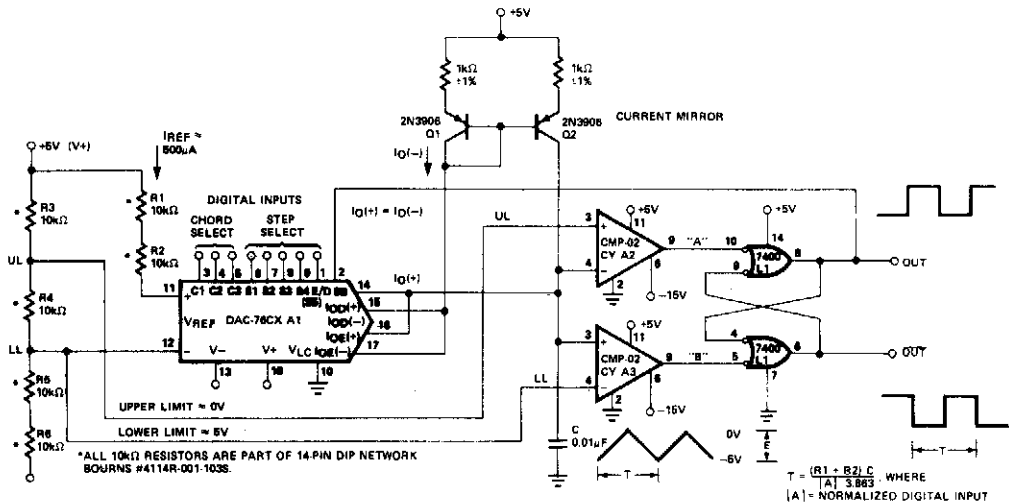 +5V
1kΩ
±1%
1kΩ
±1%
2N3906
Q1
2N3906
Q2
CURRENT MIRROR
IO(-)
+5V (V+)
IREF ≈
500μA
* R3
10kΩ
* R1
10kΩ
* R2
10kΩ
DIGITAL INPUTS
CHORD
SELECT
STEP
SELECT
IO(+) = IO(-)
UL
UL
* R4
10kΩ
LL
* R5
10kΩ
* R6
10kΩ
3 4 5 6 7 8 9 1 2
C1 C2 C3 S1 S2 S3 S4 E/D SB
(S5)
11
+
VREF
DAC-76CX A1
12
-
V-
V+
VLC
IOD(+)
IOD(-)
IOE(+)
IOE(-)
14
15
16
17
13
18
10
IO(+)
UPPER LIMIT ≈ 0V
LOWER LIMIT ≈ 5V
LL
3
+
CMP-02
CY A2
4
-
+5V
11
9
"A"
6
-15V
2
3
+
CMP-02
CY A3
4
-
+5V
11
9
"B"
6
-15V
2
+5V
14
10
9
7400
L1
8
OUT
4
5
7400
L1
6
7
OUT
C
0.01μF
T
0V
-5V
E
T
*ALL 10kΩ RESISTORS ARE PART OF 14-PIN DIP NETWORK
BOURNS #4114R-001-103S.
T = (R1 + R2) C / |A| 3.863 , WHERE
|A| = NORMALIZED DIGITAL INPUT